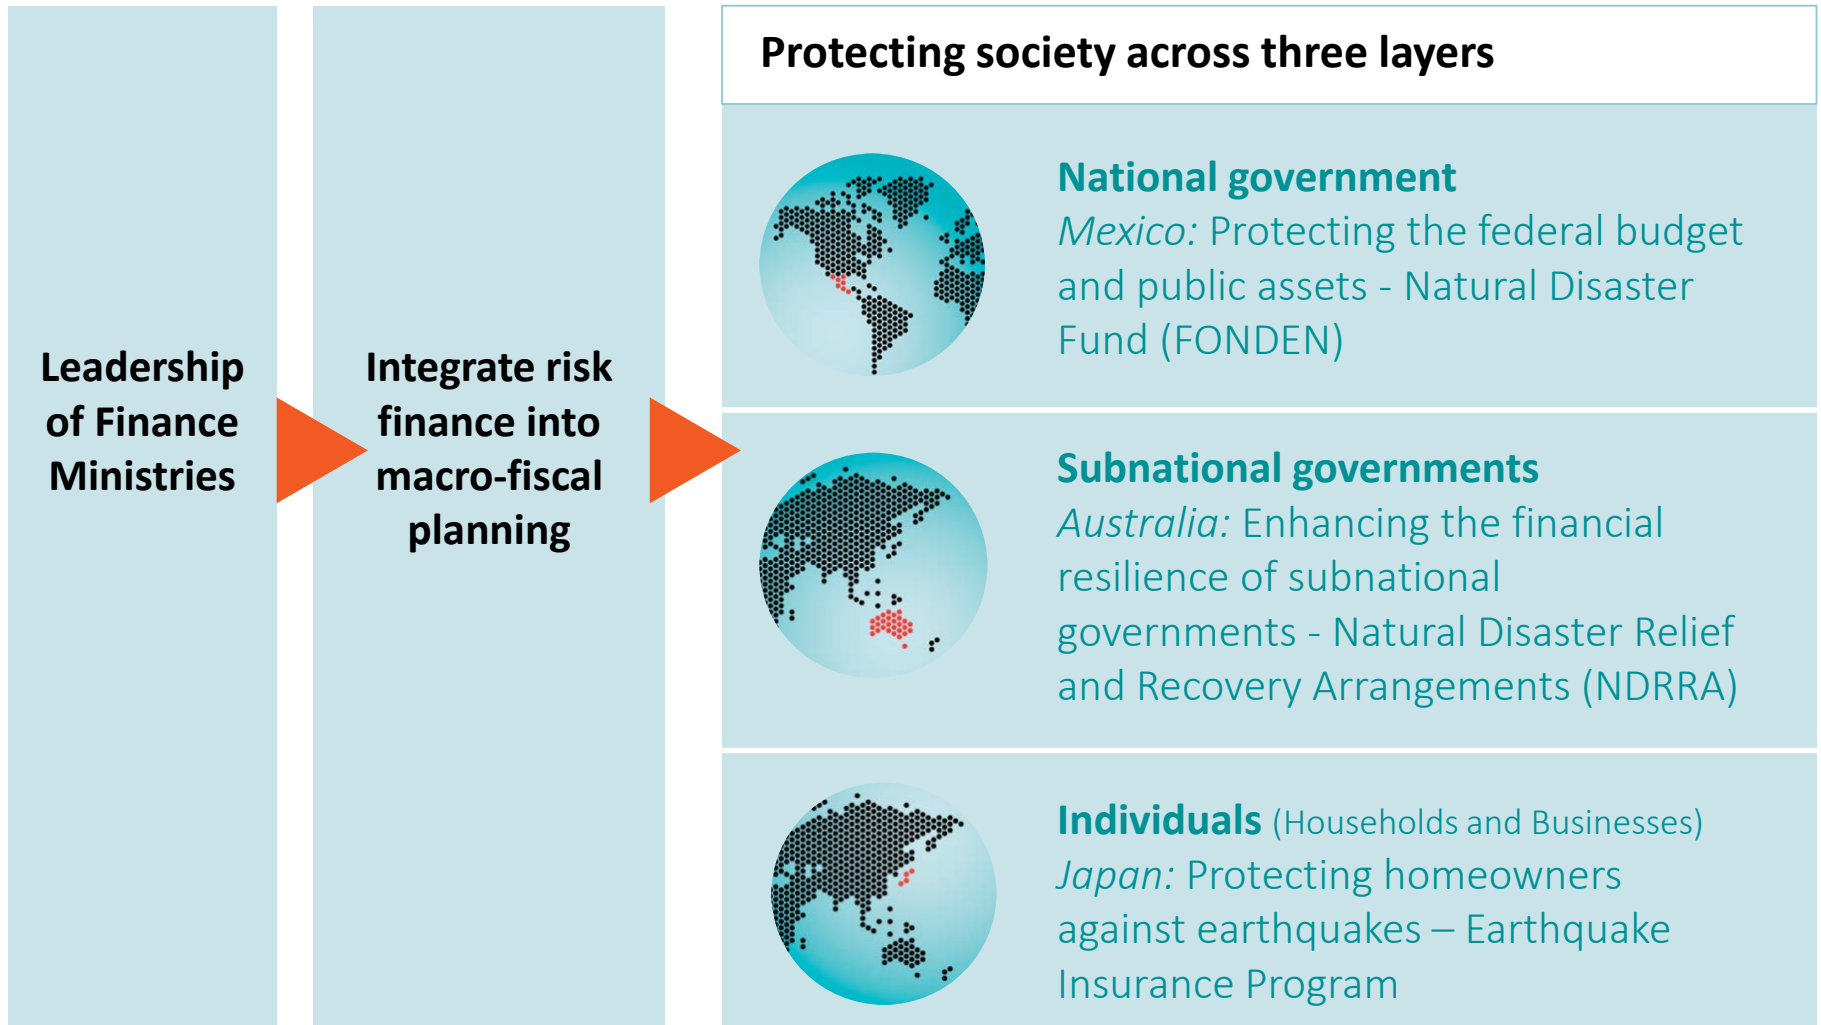 Leadership
of Finance
Ministries
Integrate risk
finance into
macro-fiscal
planning
Protecting society across three layers
National government
Mexico: Protecting the federal budget
and public assets - Natural Disaster
Fund (FONDEN)
Subnational governments
Australia: Enhancing the financial
resilience of subnational
governments - Natural Disaster Relief
and Recovery Arrangements (NDRRA)
Individuals (Households and Businesses)
Japan: Protecting homeowners
against earthquakes – Earthquake
Insurance Program